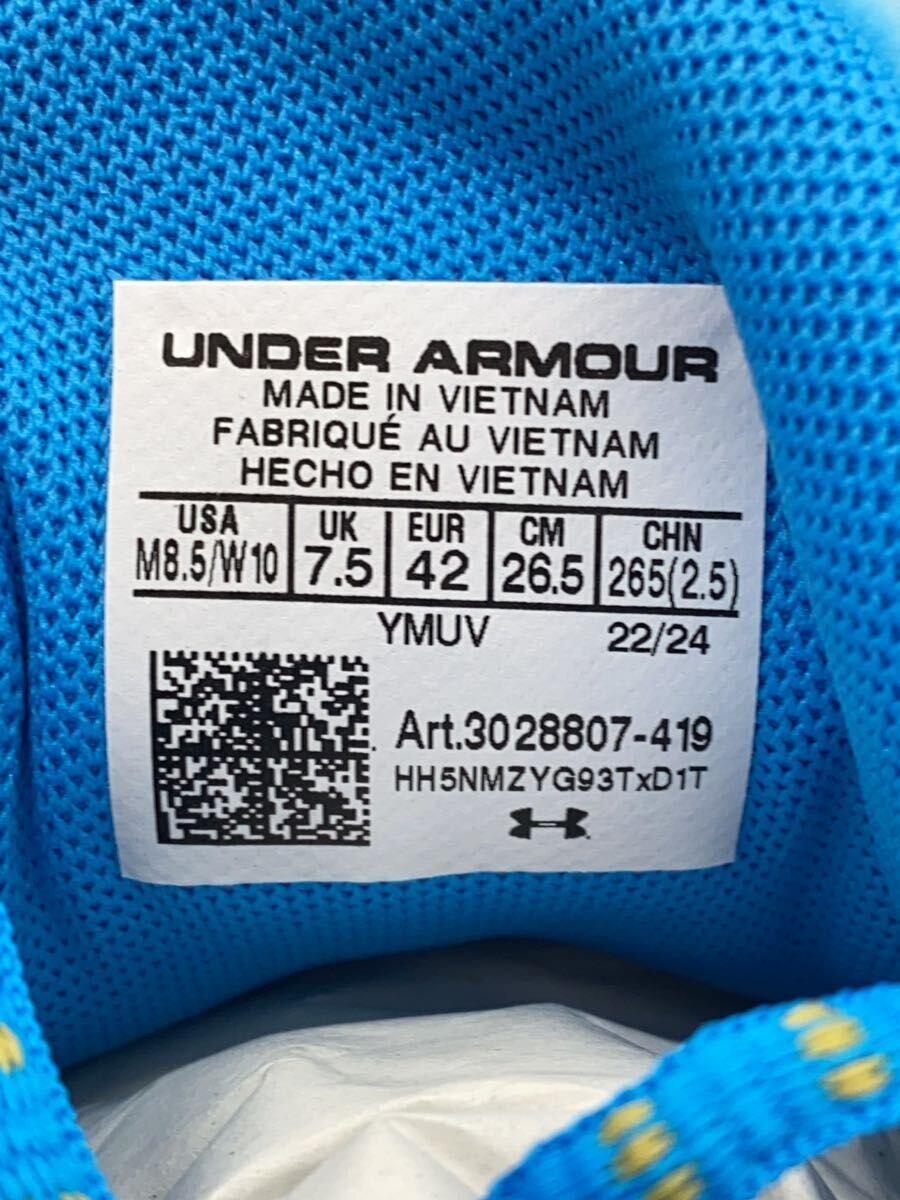 UNDER ARMOUR
MADE IN VIETNAM
FABRIQUÉ AU VIETNAM
HECHO EN VIETNAM
USA UK EUR CM CHN
M8.5/W10 7.5 42 26.5 265(2.5)
YMUV 22/24
Art.3028807-419
HH5NMZYG93TxD1T